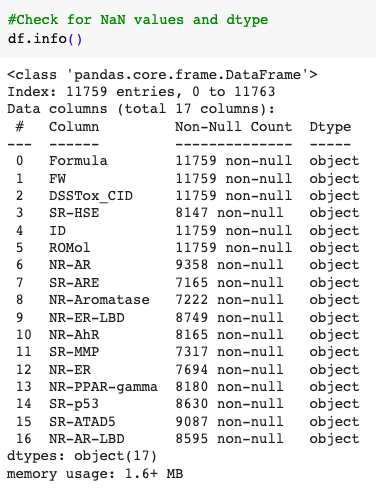 #Check for NaN values and dtype
df.info()
<class 'pandas.core.frame.DataFrame'>
Index: 11759 entries, 0 to 11763
Data columns (total 17 columns):
 #   Column        Non-Null Count  Dtype
---  ------        --------------  -----
 0   Formula       11759 non-null  object
 1   FW            11759 non-null  object
 2   DSSTox_CID    11759 non-null  object
 3   SR-HSE        8147 non-null   object
 4   ID            11759 non-null  object
 5   ROMol         11759 non-null  object
 6   NR-AR         9358 non-null   object
 7   SR-ARE        7165 non-null   object
 8   NR-Aromatase  7222 non-null   object
 9   NR-ER-LBD     8749 non-null   object
 10  NR-AhR        8165 non-null   object
 11  SR-MMP        7317 non-null   object
 12  NR-ER         7694 non-null   object
 13  NR-PPAR-gamma 8180 non-null   object
 14  SR-p53        8630 non-null   object
 15  SR-ATAD5      9087 non-null   object
 16  NR-AR-LBD     8595 non-null   object
dtypes: object(17)
memory usage: 1.6+ MB